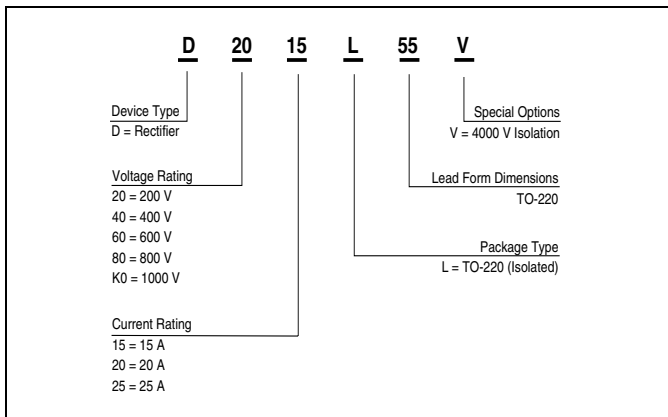 D 20 15 L 55 V
Device Type
D = Rectifier
Voltage Rating
20 = 200 V
40 = 400 V
60 = 600 V
80 = 800 V
K0 = 1000 V
Current Rating
15 = 15 A
20 = 20 A
25 = 25 A
Special Options
V = 4000 V Isolation
Lead Form Dimensions
TO-220
Package Type
L = TO-220 (Isolated)